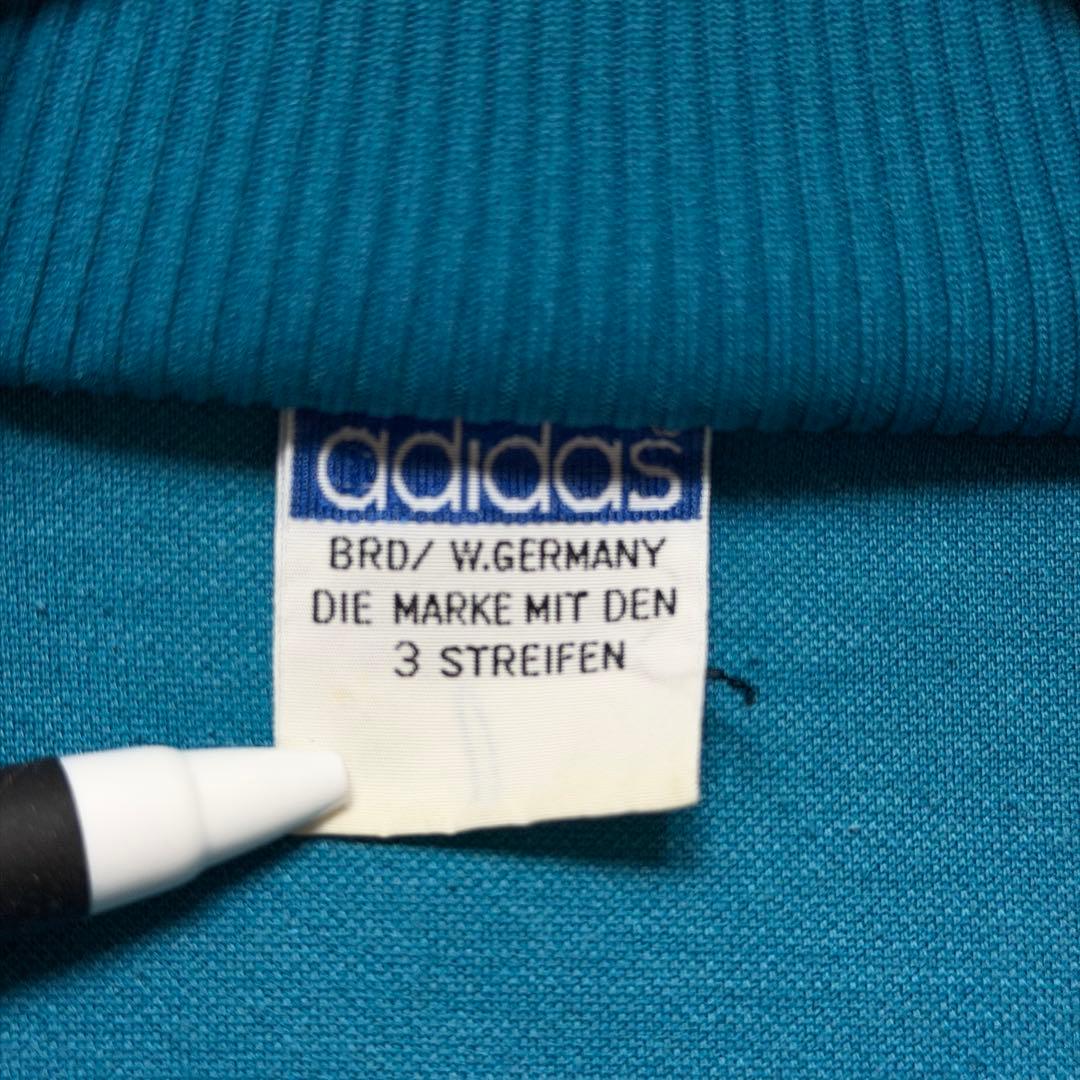 adidas
BRD/ W.GERMANY
DIE MARKE MIT DEN
3 STREIFEN